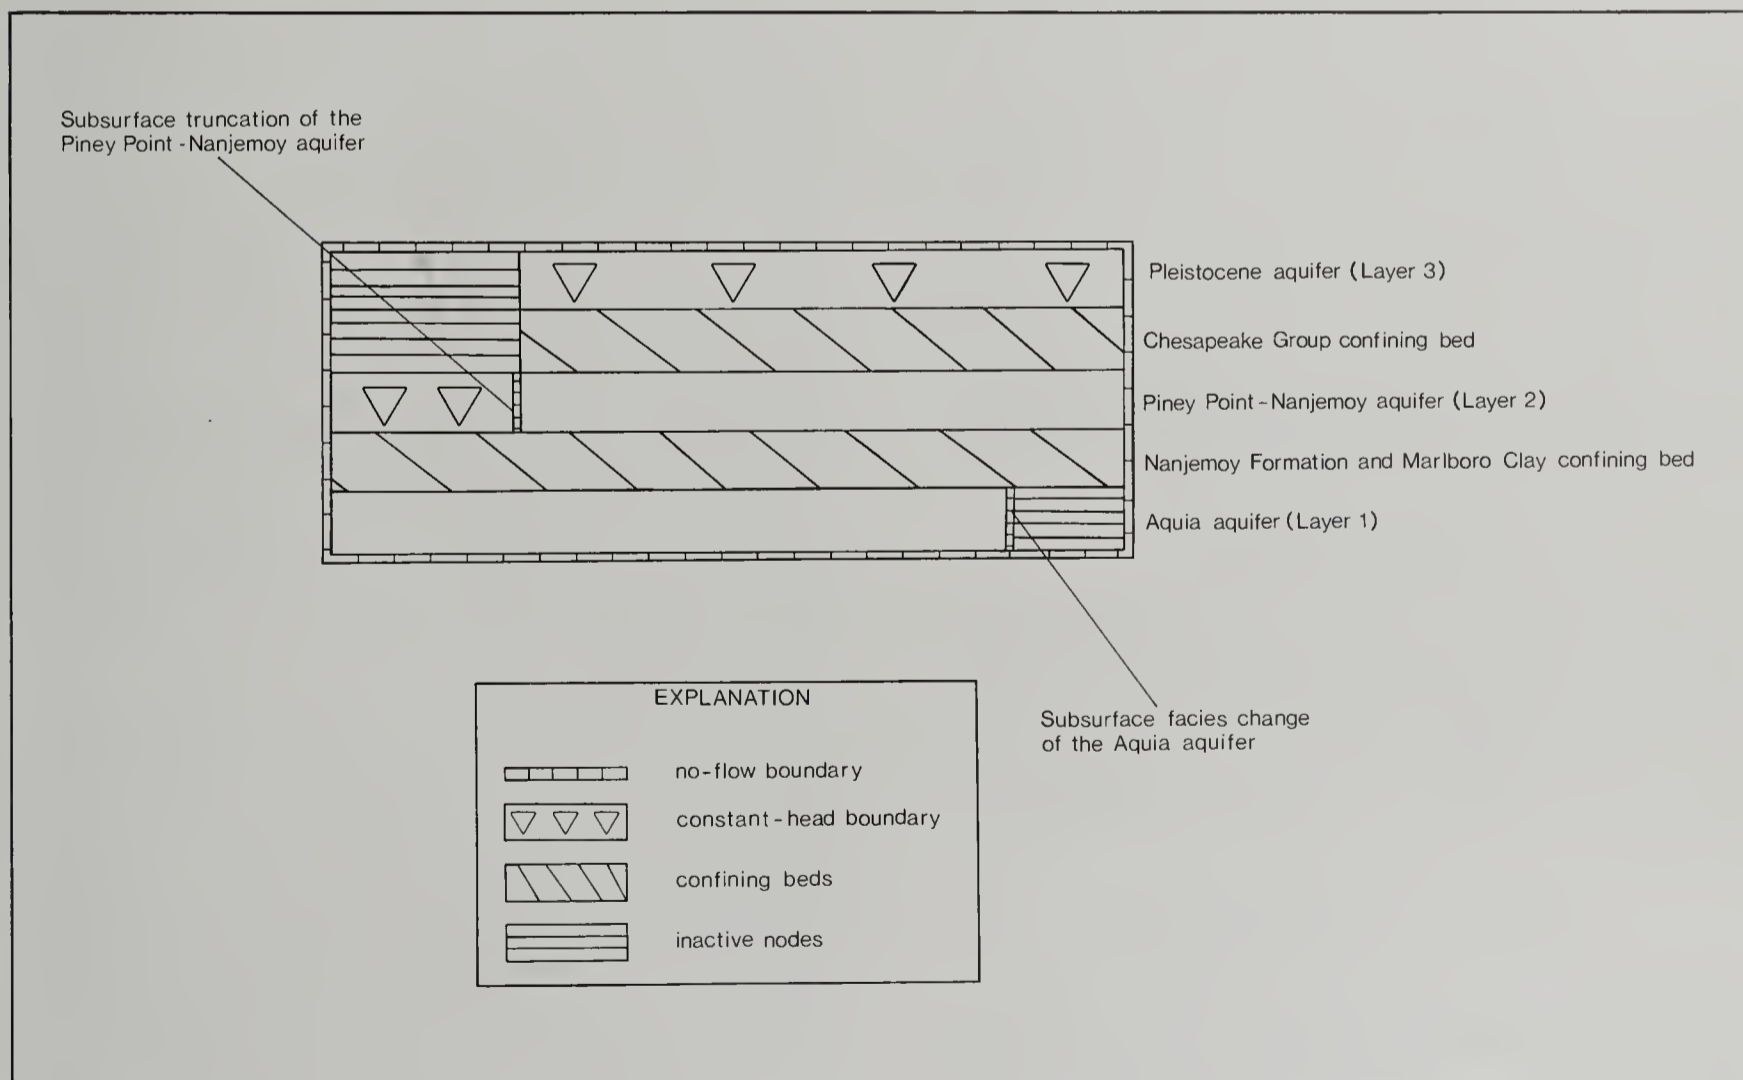 Subsurface truncation of the
Piney Point-Nanjemoy aquifer
Pleistocene aquifer (Layer 3)
Chesapeake Group confining bed
Piney Point-Nanjemoy aquifer (Layer 2)
Nanjemoy Formation and Marlboro Clay confining bed
Aquia aquifer (Layer 1)
Subsurface facies change
of the Aquia aquifer
EXPLANATION
no-flow boundary
constant-head boundary
confining beds
inactive nodes